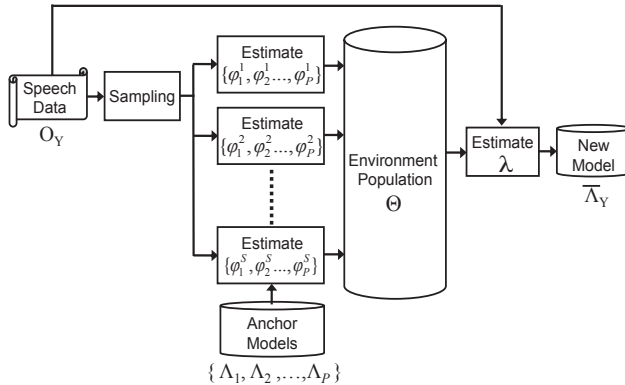 Speech
Data
O_Y
Sampling
Estimate
{φ_1^1, φ_2^1..., φ_P^1}
Estimate
{φ_1^2, φ_2^2..., φ_P^2}
Estimate
{φ_1^S, φ_2^S..., φ_P^S}
Anchor
Models
{ Λ_1, Λ_2 ,…, Λ_P }
Environment
Population
Θ
Estimate
λ
New
Model
Λ̅_Y